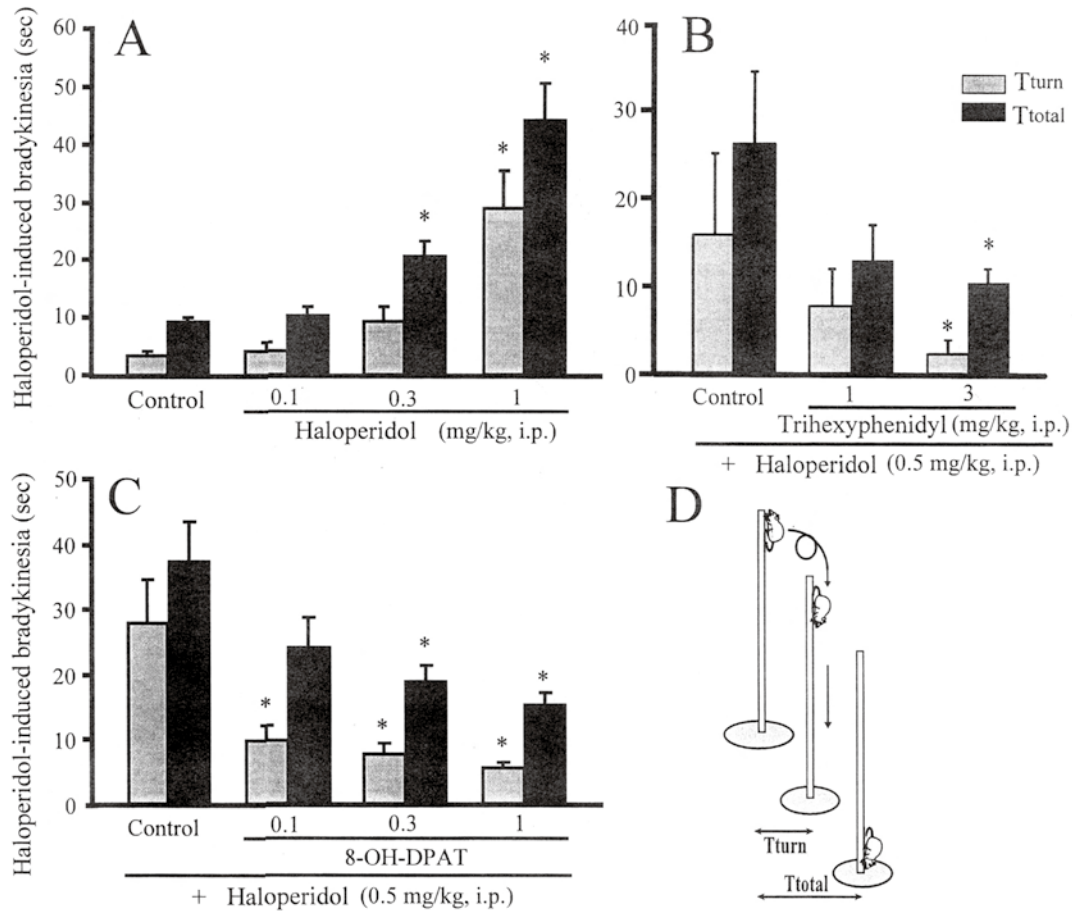 A
Haloperidol-induced bradykinesia (sec)
60
50
40
30
20
10
0
*
*
*
Control
0.1
0.3
1
Haloperidol (mg/kg, i.p.)
B
40
30
20
10
0
Tturn
Ttotal
*
*
Control
1
3
Trihexyphenidyl (mg/kg, i.p.)
+ Haloperidol (0.5 mg/kg, i.p.)
C
Haloperidol-induced bradykinesia (sec)
50
40
30
20
10
0
*
*
*
*
*
Control
0.1
0.3
1
8-OH-DPAT
+ Haloperidol (0.5 mg/kg, i.p.)
D
Tturn
Ttotal